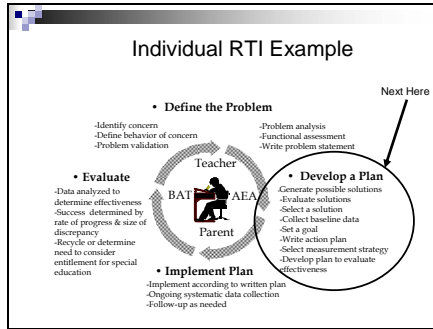 Individual RTI Example
Next Here
• Define the Problem
-Identify concern
-Define behavior of concern
-Problem validation
-Problem analysis
-Functional assessment
-Write problem statement
Teacher
BAT
AEA
Parent
• Develop a Plan
-Generate possible solutions
-Evaluate solutions
-Select a solution
-Collect baseline data
-Set a goal
-Write action plan
-Select measurement strategy
-Develop plan to evaluate
effectiveness
• Implement Plan
-Implement according to written plan
-Ongoing systematic data collection
-Follow-up as needed
• Evaluate
-Data analyzed to
determine effectiveness
-Success determined by
rate of progress & size of
discrepancy
-Recycle or determine
need to consider
entitlement for special
education